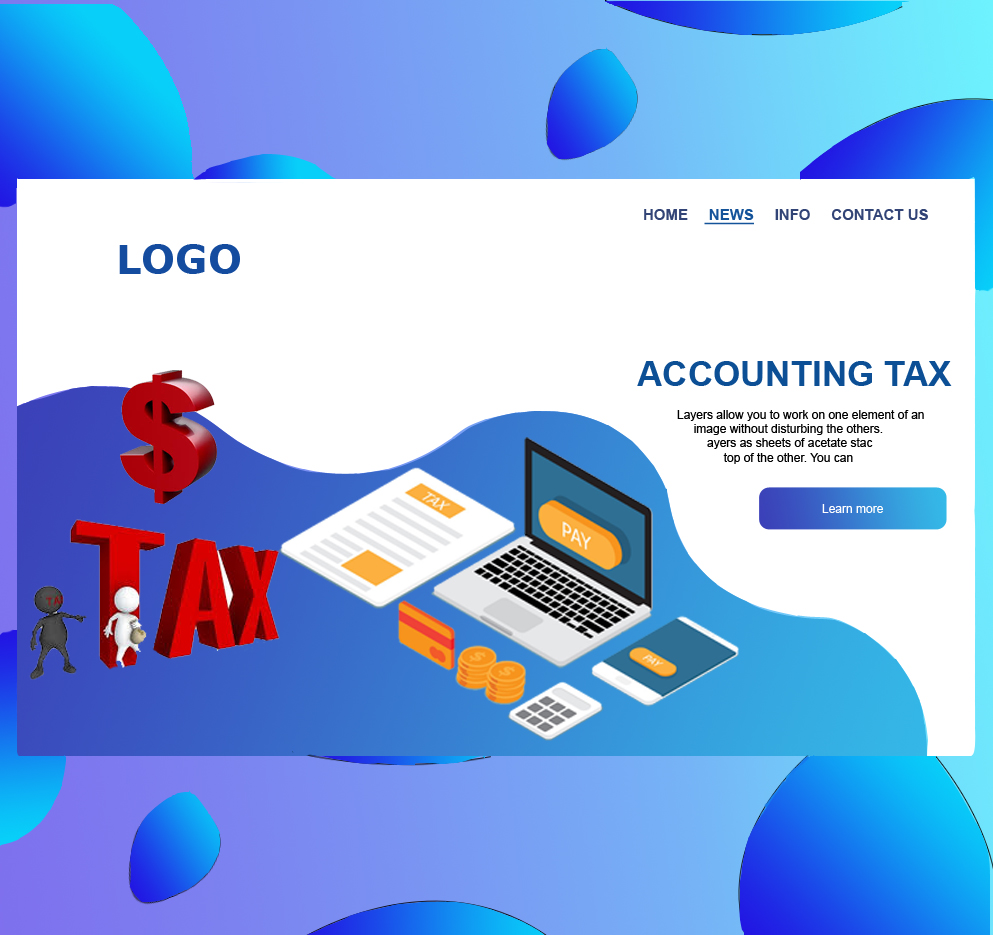 HOME NEWS INFO CONTACT US
LOGO
ACCOUNTING TAX
Layers allow you to work on one element of an
image without disturbing the others.
ayers as sheets of acetate stac
top of the other. You can
Learn more
$
TAX
TAX
PAY
PAY
$
$